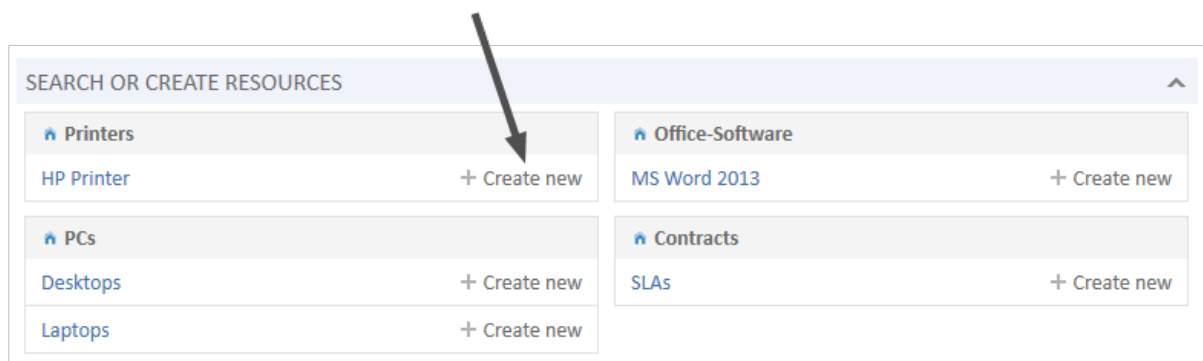 SEARCH OR CREATE RESOURCES
Printers
HP Printer + Create new
Office-Software
MS Word 2013 + Create new
PCs
Desktops + Create new
Laptops + Create new
Contracts
SLAs + Create new